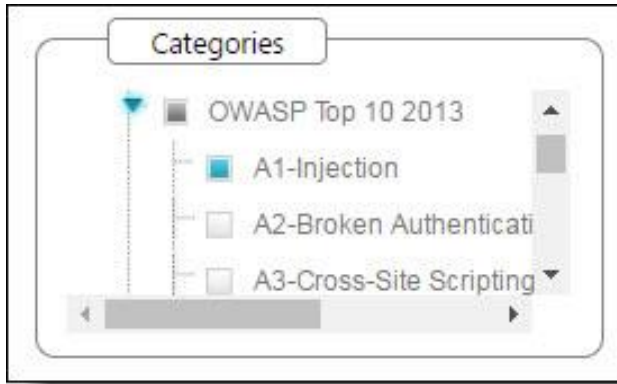 Categories
OWASP Top 10 2013
A1-Injection
A2-Broken Authenticati
A3-Cross-Site Scripting